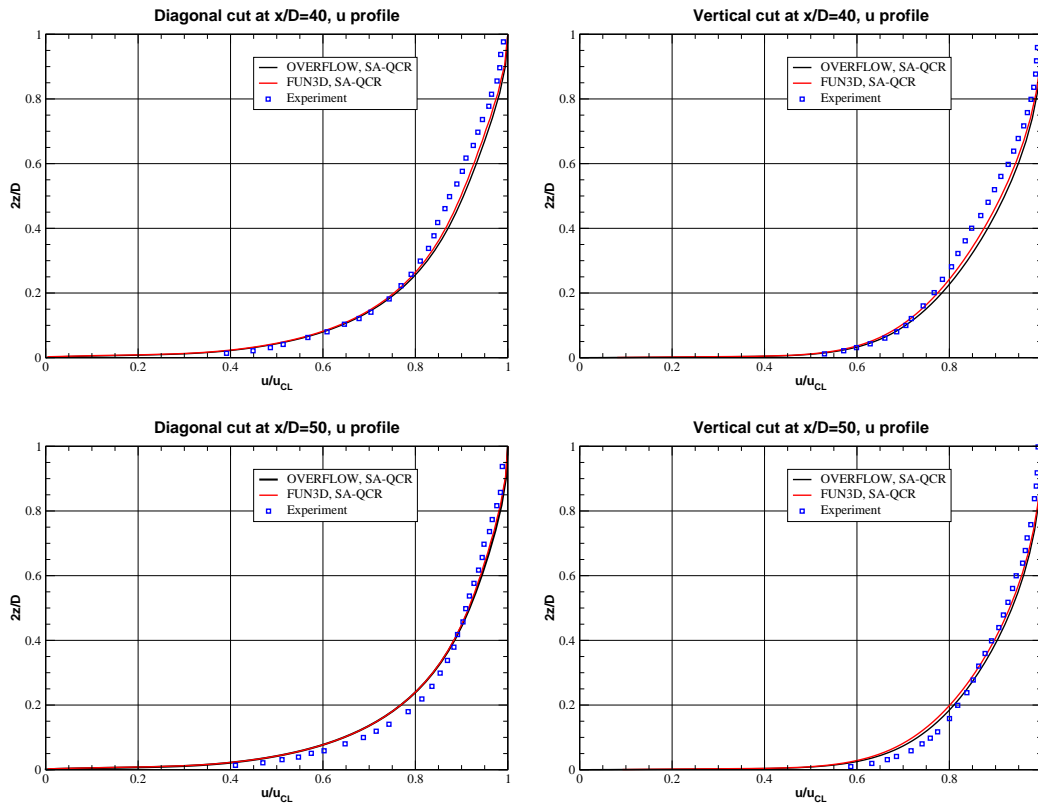 Diagonal cut at x/D=40, u profile
1
0.8
0.6
0.4
0.2
0
2z/D
OVERFLOW, SA-QCR
FUN3D, SA-QCR
Experiment
0 0.2 0.4 0.6 0.8 1
u/uCL
Vertical cut at x/D=40, u profile
1
0.8
0.6
0.4
0.2
0
2z/D
OVERFLOW, SA-QCR
FUN3D, SA-QCR
Experiment
0 0.2 0.4 0.6 0.8
u/uCL
Diagonal cut at x/D=50, u profile
1
0.8
0.6
0.4
0.2
0
2z/D
OVERFLOW, SA-QCR
FUN3D, SA-QCR
Experiment
0 0.2 0.4 0.6 0.8 1
u/uCL
Vertical cut at x/D=50, u profile
1
0.8
0.6
0.4
0.2
0
2z/D
OVERFLOW, SA-QCR
FUN3D, SA-QCR
Experiment
0 0.2 0.4 0.6 0.8
u/uCL